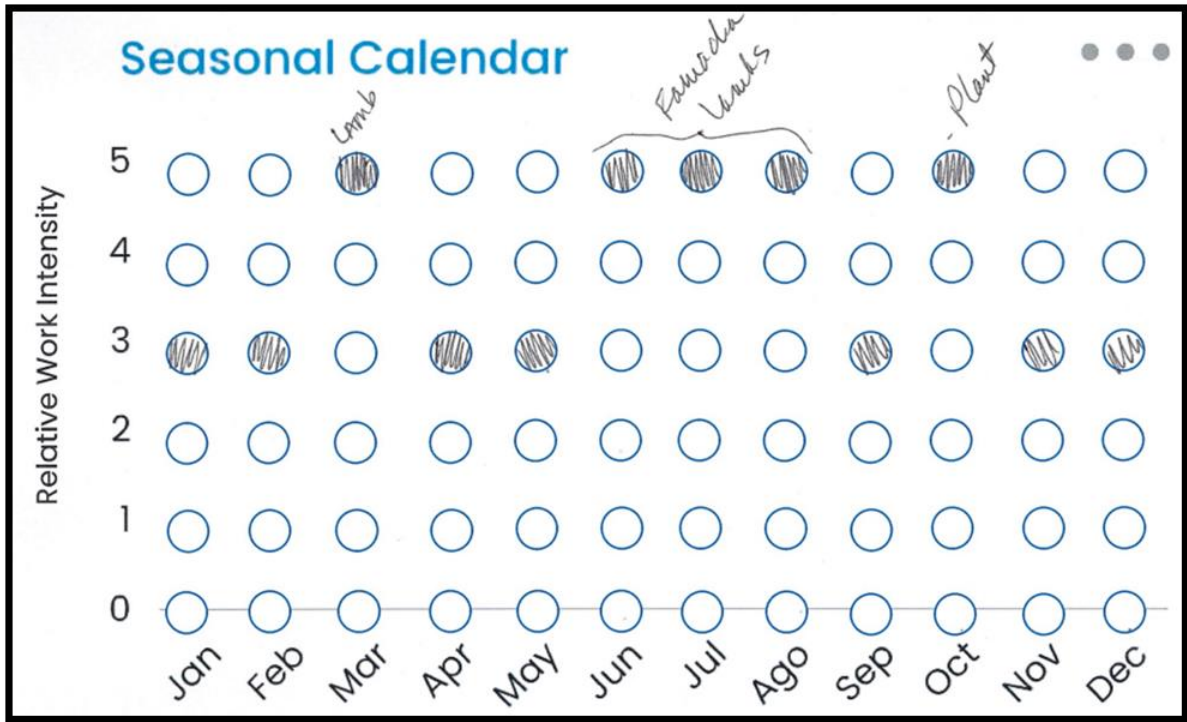 Seasonal Calendar
Lamb
Lambs
- Plant
Relative Work Intensity
5
4
3
2
1
0
Jan Feb Mar Apr May Jun Jul Ago Sep Oct Nov Dec